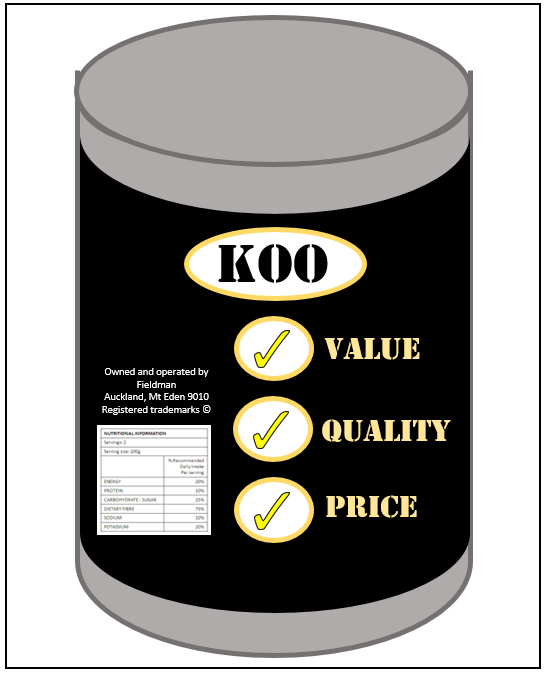 KOO
VALUE
QUALITY
PRICE
Owned and operated by
Fieldman
Auckland, Mt Eden 9010
Registered trademarks ©
NUTRITIONAL INFORMATION
Servings: 2
Serving size: 200g
% Recommended
Daily Intake
Per serving
ENERGY 20%
PROTEIN 10%
CARBOHYDRATE - SUGAR 25%
DIETARY FIBRE 75%
SODIUM 10%
POTASSIUM 20%